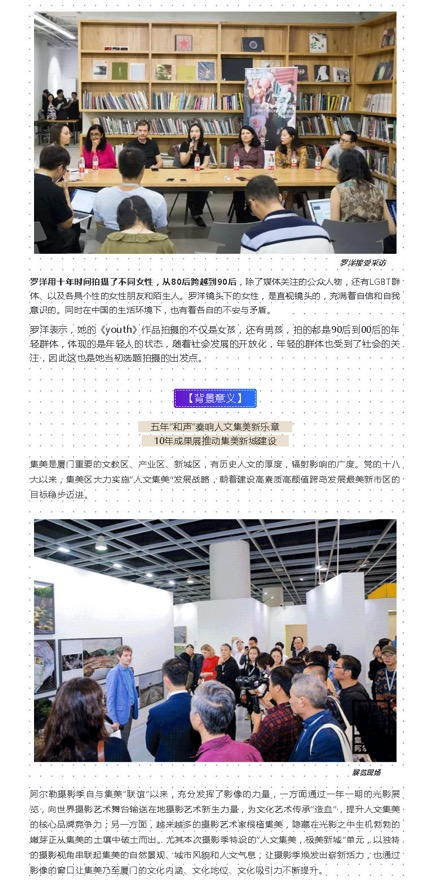 罗洋接受采访
罗洋用十年时间拍摄了不同女性，从80后跨越到90后，除了媒体关注的公众人物，还有LGBT群
体、以及各具个性的女性朋友和陌生人。罗洋镜头下的女性，是直视镜头的，充满着自信和自我
意识的。同时在中国的生活环境下，也有着各自的不安与矛盾。
罗洋表示，她的《youth》作品拍摄的不仅是女孩，还有男孩，拍的都是90后到00后的年
轻群体，体现的是年轻人的状态，随着社会发展的开放化，年轻的群体也受到了社会的关
注，因此这也是她当初选题拍摄的出发点。
【背景意义】
五年“和声”奏响人文集美新乐章
10年成果展推动集美新城建设
集美是厦门重要的文教区、产业区、新城区，有历史人文的厚度，辐射影响的广度。党的十八
大以来，集美区大力实施“人文集美”发展战略，朝着建设高素质高颜值跨岛发展最美新市区的
目标稳步迈进。
展览现场
阿尔勒摄影季自与集美“联谊”以来，充分发挥了影像的力量，一方面通过一年一期的光影展
览，向世界摄影艺术舞台输送在地摄影艺术新生力量，为文化艺术传承“造血”，提升人文集美
的核心品牌竞争力；另一方面，越来越多的摄影艺术家根植集美，隐藏在光影之中生机勃勃的
嫩芽正从集美的土壤中破土而出。尤其本次摄影季特设的“人文集美，极美新城”单元，以独特
的摄影视角串联起集美的自然景观、城市风貌和人文气息；让摄影季焕发出崭新活力，也通过
影像的窗口让集美乃至厦门的文化内涵、文化地位、文化吸引力不断提升。